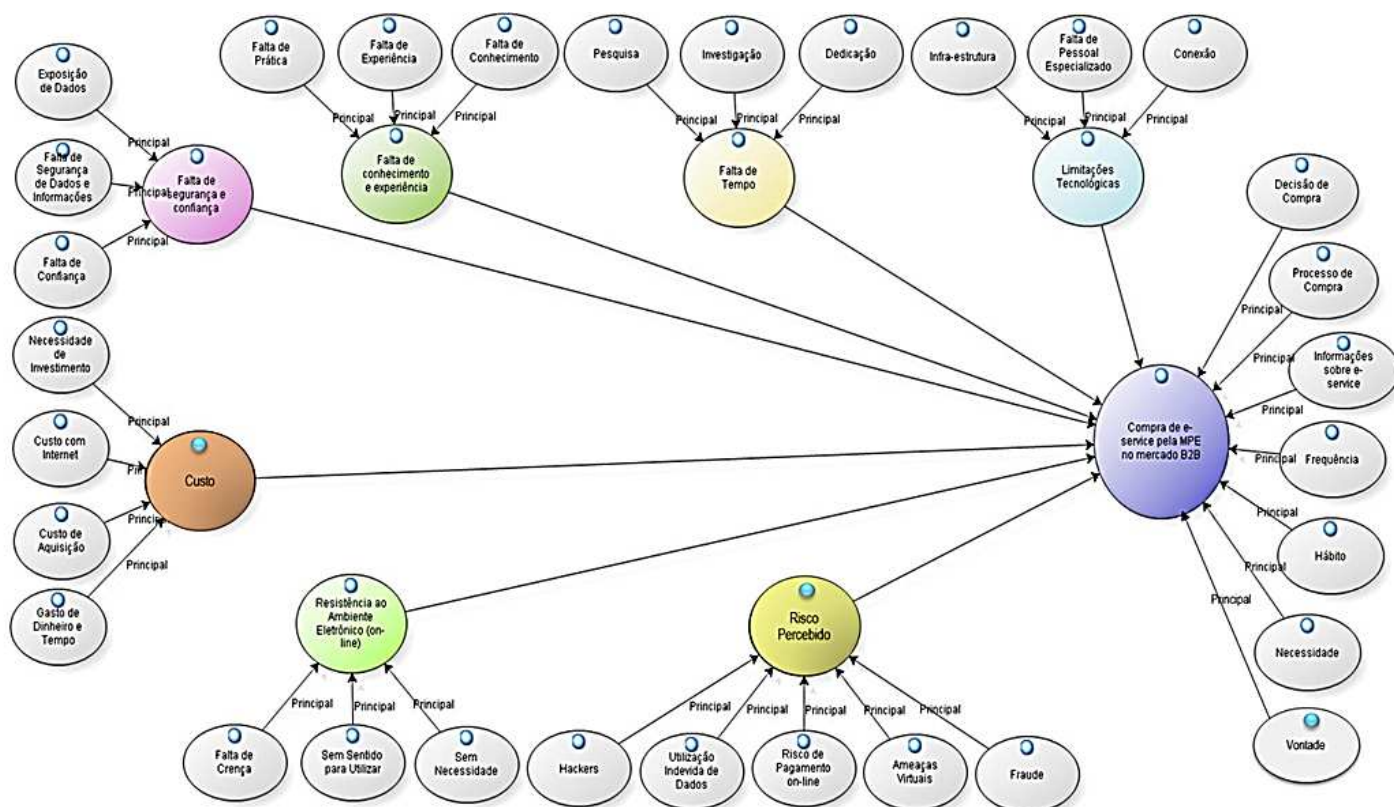 Falta de
Prática
Falta de
Experiência
Falta de
Conhecimento
Pesquisa
Investigação
Dedicação
Infra-estrutura
Falta de
Pessoal
Especializado
Conexão
Exposição
de Dados
Principal
Principal
Principal
Principal
Principal
Principal
Principal
Principal
Principal
Principal
Falta de
Segurança
de Dados e
Informações
Principal
Falta de
segurança e
confiança
Falta de
conhecimento
e experiência
Falta de
Tempo
Limitações
Tecnológicas
Decisão de
Compra
Principal
Falta de
Confiança
Processo de
Compra
Principal
Necessidade
de
Investimento
Principal
Informações
sobre e-
service
Principal
Principal
Custo com
Internet
Prin
Custo
Compra de e-
service pela MPE
no mercado B2B
Principal
Frequência
Principa
Custo de
Aquisição
Principal
Hábito
Principal
Principal
Gasto de
Dinheiro e
Tempo
Resistência ao
Ambiente
Eletrônico (on-
line)
Risco
Percebido
Principal
Necessidade
Principal
Principal
Principal
Principal
Principal
Principal
Principal
Principal
Falta de
Crença
Sem Sentido
para Utilizar
Sem
Necessidade
Hackers
Utilização
Indevida de
Dados
Risco de
Pagamento
on-line
Ameaças
Virtuais
Fraude
Vontade